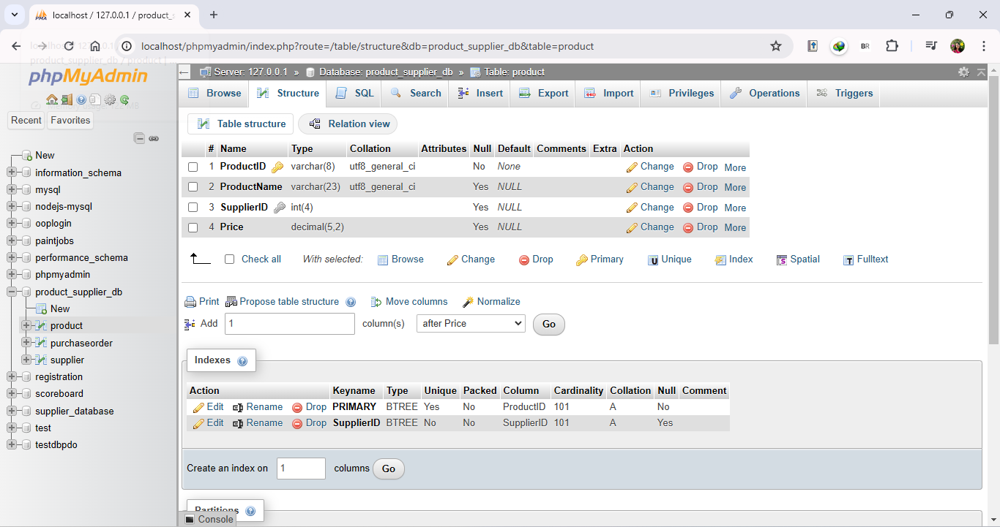 localhost / 127.0.0.1 / product_s
localhost/phpmyadmin/index.php?route=/table/structure&db=product_supplier_db&table=product
BR
phpMyAdmin
Recent Favorites
New
information_schema
mysql
nodejs-mysql
ooplogin
paintjobs
performance_schema
phpmyadmin
product_supplier_db
New
product
purchaseorder
supplier
registration
scoreboard
supplier_database
test
testdbpdo
Server: 127.0.0.1 » Database: product_supplier_db » Table: product
Browse Structure SQL Search Insert Export Import Privileges Operations Triggers
Table structure Relation view
# Name Type Collation Attributes Null Default Comments Extra Action
1 ProductID varchar(8) utf8_general_ci No None Change Drop More
2 ProductName varchar(23) utf8_general_ci Yes NULL Change Drop More
3 SupplierID int(4) Yes NULL Change Drop More
4 Price decimal(5,2) Yes NULL Change Drop More
Check all With selected: Browse Change Drop Primary Unique Index Spatial Fulltext
Print Propose table structure Move columns Normalize
Add 1 column(s) after Price Go
Indexes
Action Keyname Type Unique Packed Column Cardinality Collation Null Comment
Edit Rename Drop PRIMARY BTREE Yes No ProductID 101 A No
Edit Rename Drop SupplierID BTREE No No SupplierID 101 A Yes
Create an index on 1 columns Go
Partitions
Console